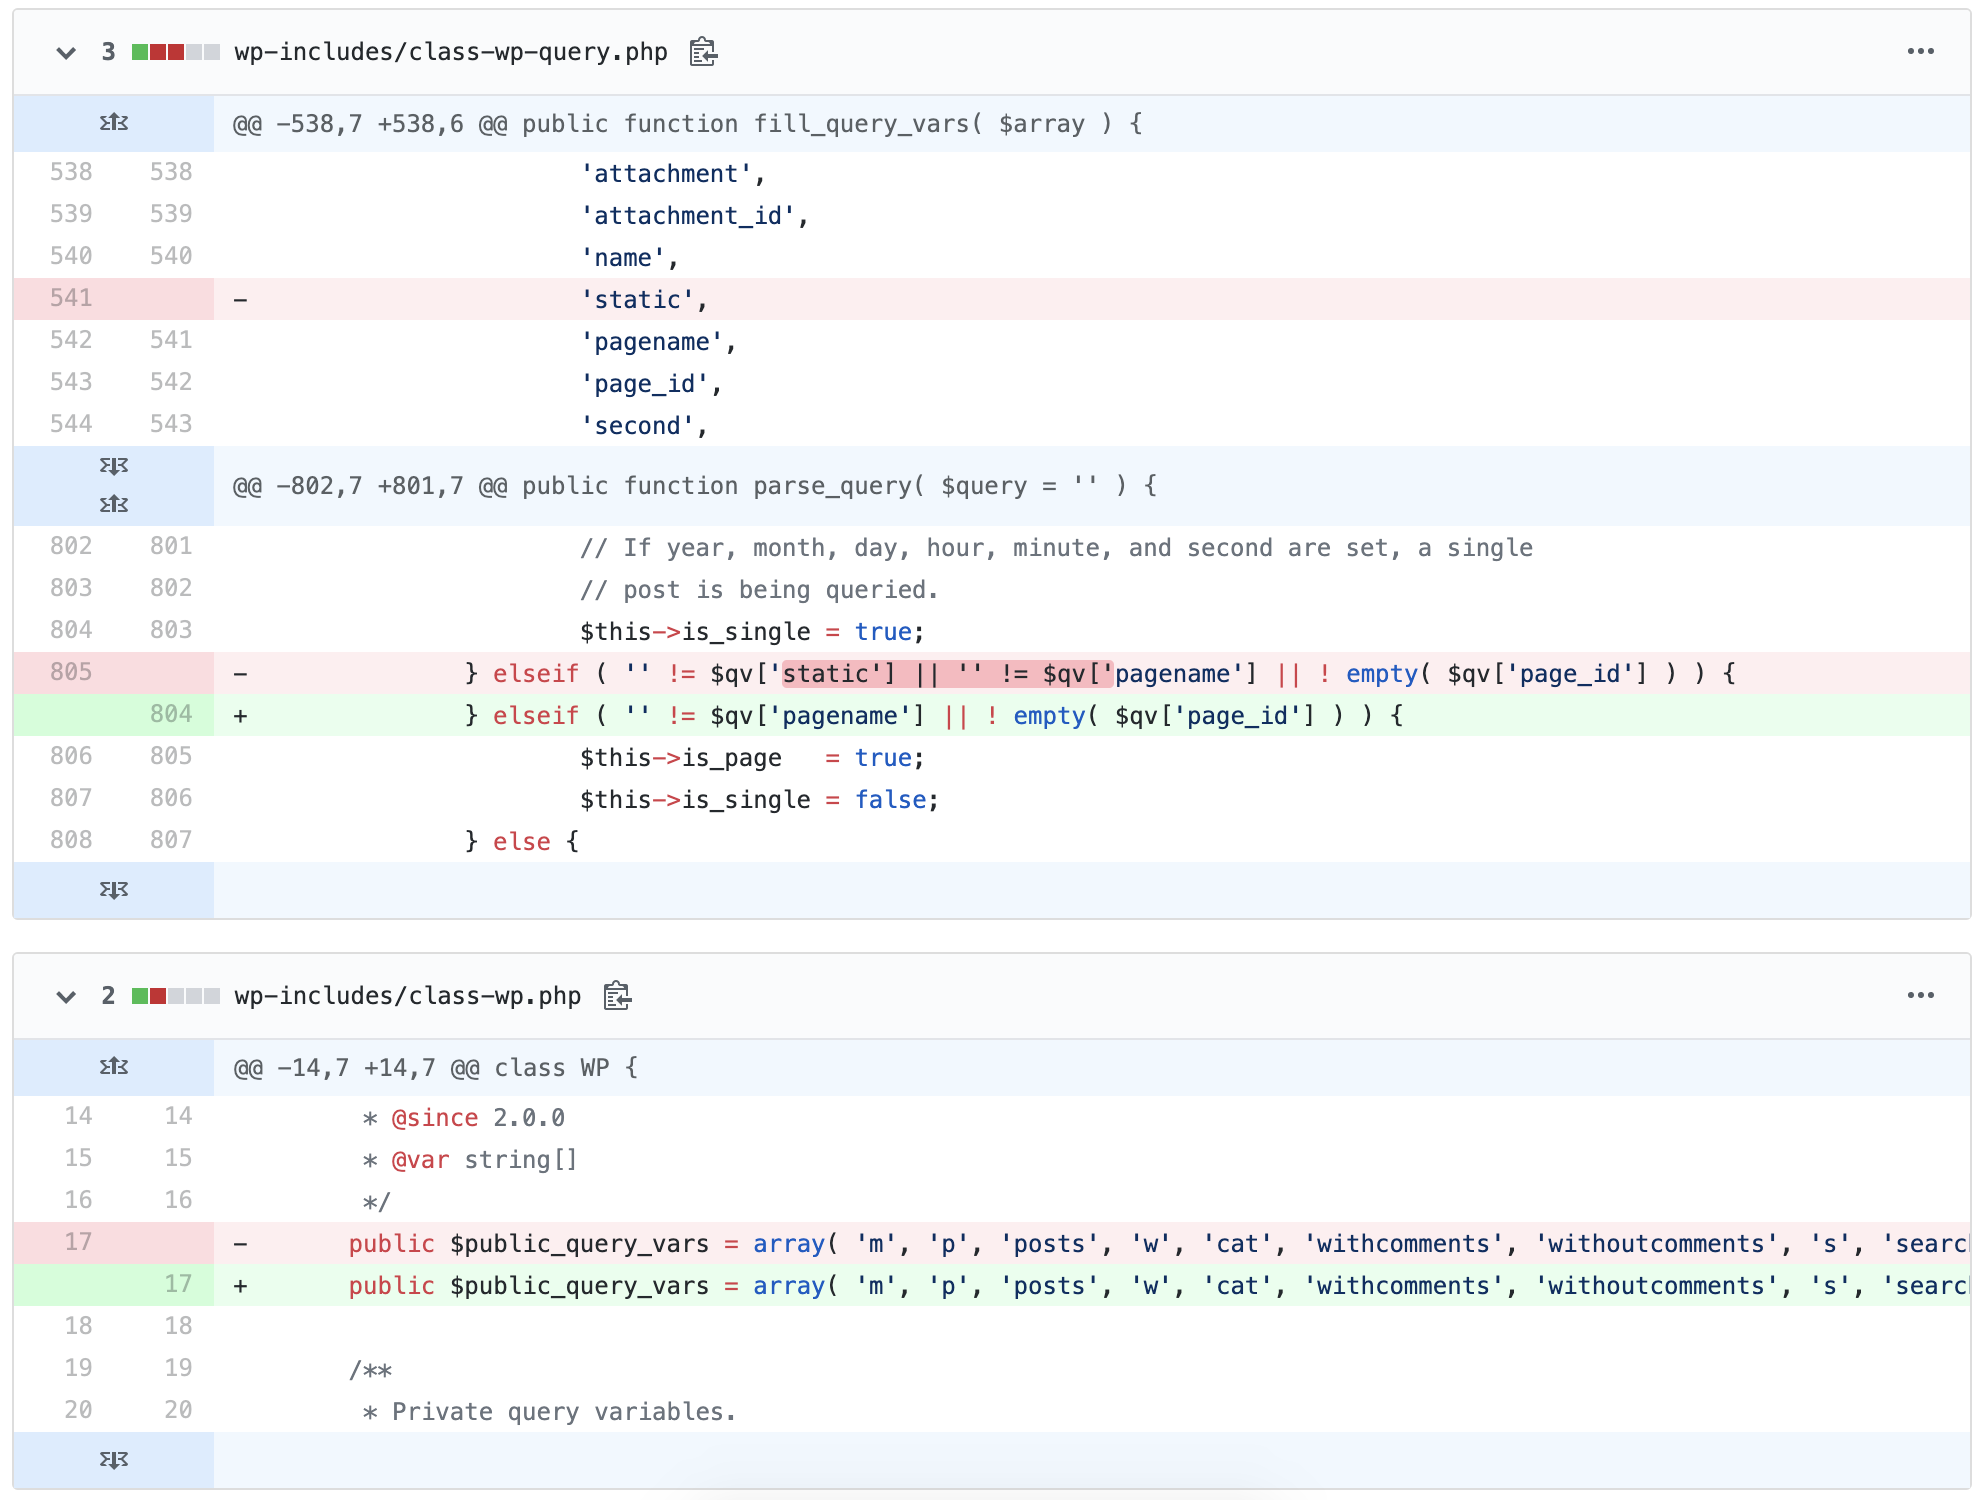 3 wp-includes/class-wp-query.php
@@ -538,7 +538,6 @@ public function fill_query_vars( $array ) {
538 538 'attachment',
539 539 'attachment_id',
540 540 'name',
541 - 'static',
542 541 'pagename',
543 542 'page_id',
544 543 'second',
@@ -802,7 +801,7 @@ public function parse_query( $query = '' ) {
802 801 // If year, month, day, hour, minute, and second are set, a single
803 802 // post is being queried.
804 803 $this->is_single = true;
805 - } elseif ( '' != $qv['static'] || '' != $qv['pagename'] || ! empty( $qv['page_id'] ) ) {
804 + } elseif ( '' != $qv['pagename'] || ! empty( $qv['page_id'] ) ) {
806 805 $this->is_page = true;
807 806 $this->is_single = false;
808 807 } else {
2 wp-includes/class-wp.php
@@ -14,7 +14,7 @@ class WP {
14 14 * @since 2.0.0
15 15 * @var string[]
16 16 */
17 - public $public_query_vars = array( 'm', 'p', 'posts', 'w', 'cat', 'withcomments', 'withoutcomments', 's', 'search
17 + public $public_query_vars = array( 'm', 'p', 'posts', 'w', 'cat', 'withcomments', 'withoutcomments', 's', 'search
18 18
19 19 /**
20 20 * Private query variables.